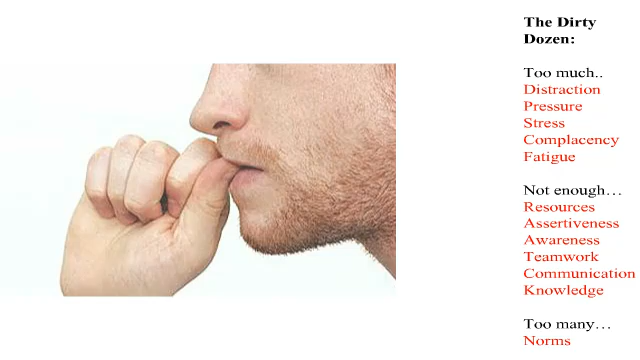 The Dirty
Dozen:
Too much..
Distraction
Pressure
Stress
Complacency
Fatigue
Not enough…
Resources
Assertiveness
Awareness
Teamwork
Communication
Knowledge
Too many…
Norms